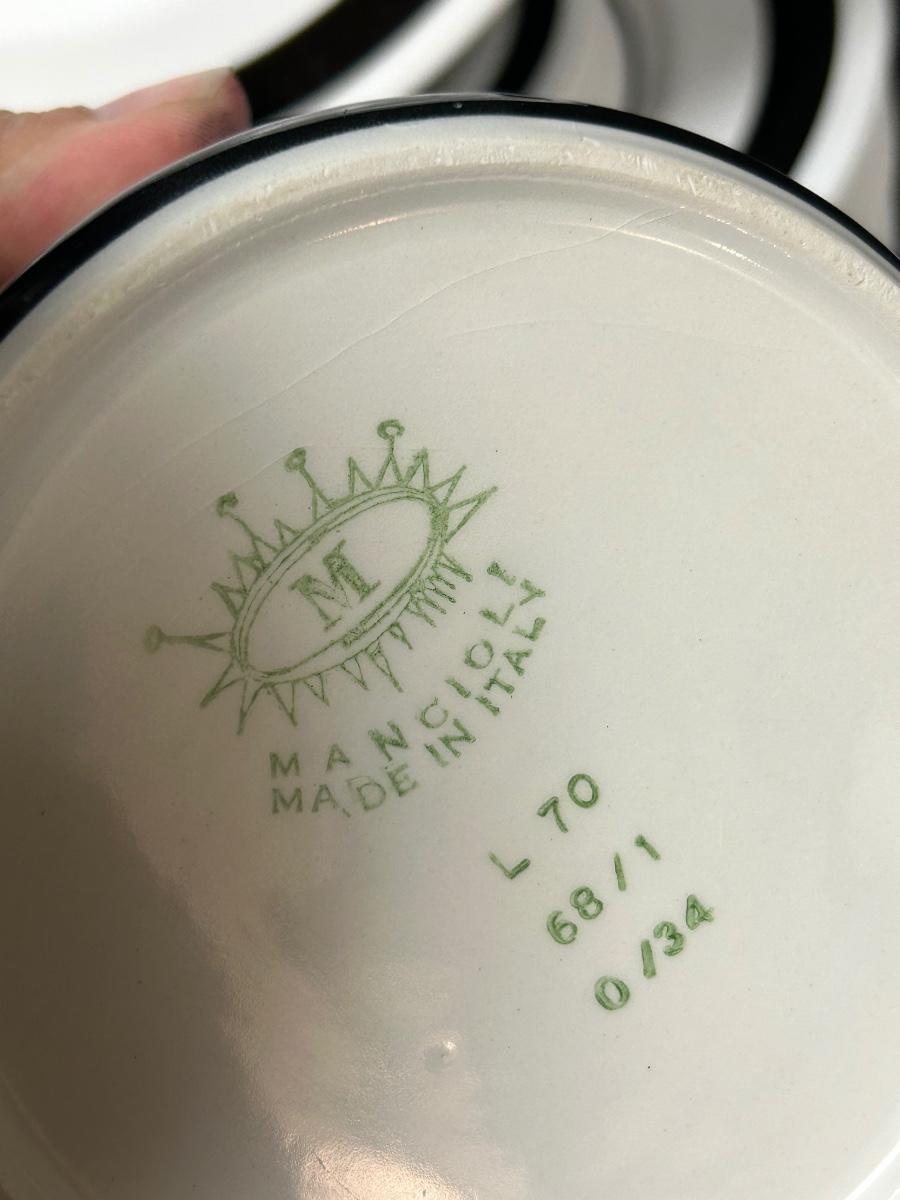 M
MANCIOLI
MADE IN ITALY
L 70
68/1
0/34